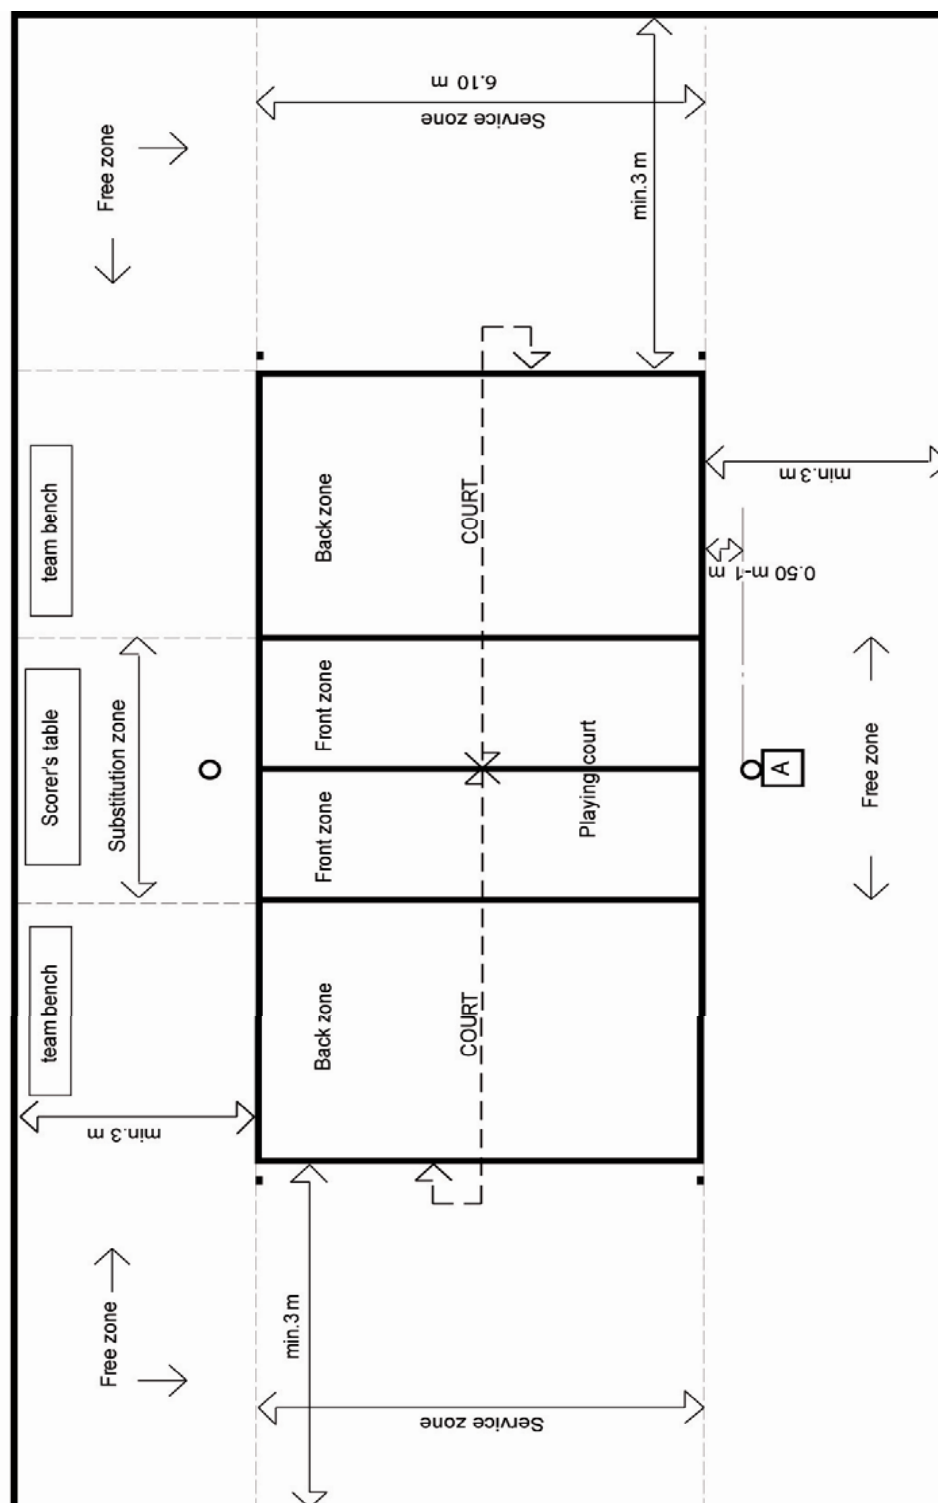 6.10 m
Service zone
Free zone
min.3 m
team bench
Back zone
COURT
min.3 m
0.50 m-1 m
Scorer's table
Substitution zone
Front zone
Front zone
Playing court
A
Free zone
team bench
Back zone
COURT
min.3 m
Free zone
min.3 m
Service zone